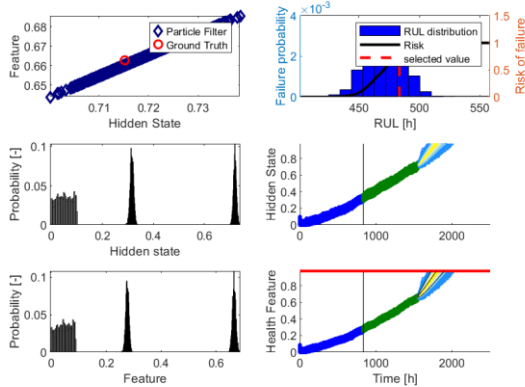 Feature
0.68
0.67
0.66
0.65
0.71
0.72
0.73
Hidden State
Particle Filter
Ground Truth
×10⁻³
Failure probability
4
2
0
450
500
550
RUL [h]
RUL distribution
Risk
selected value
1.5
1
0.5
0
Risk of failure
Probability [-]
0.1
0.05
0
0
0.2
0.4
0.6
Hidden state
Hidden State
0.8
0.6
0.4
0.2
0
0
1000
2000
Probability [-]
0.1
0.05
0
0
0.2
0.4
0.6
Feature
Health Feature
0.8
0.6
0.4
0.2
0
0
1000
2000
Time [h]